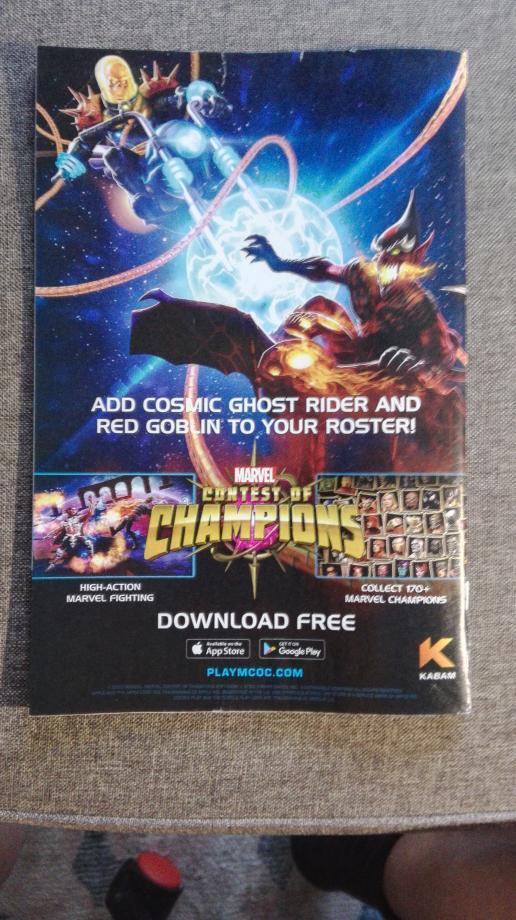 ADD COSMIC GHOST RIDER AND
RED GOBLIN TO YOUR ROSTER!
MARVEL
CONTEST OF
CHAMPIONS
HIGH-ACTION
MARVEL FIGHTING
COLLECT 170+
MARVEL CHAMPIONS
DOWNLOAD FREE
Available on the
App Store
GET IT ON
Google Play
PLAYMCOC.COM
KABAM